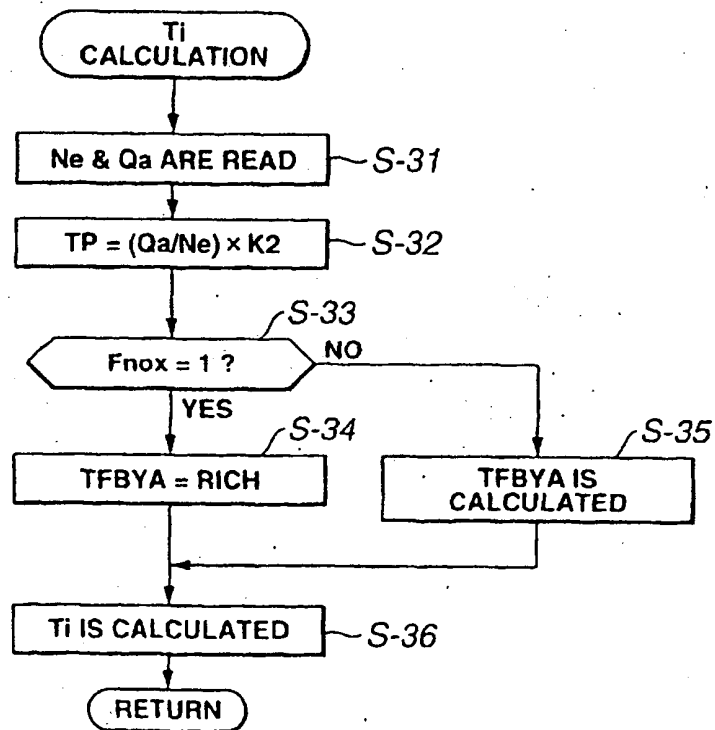 Ti
CALCULATION
Ne & Qa ARE READ
S-31
TP = (Qa/Ne) × K2
S-32
S-33
Fnox = 1 ?
NO
YES
S-34
TFBYA = RICH
S-35
TFBYA IS
CALCULATED
Ti IS CALCULATED
S-36
RETURN